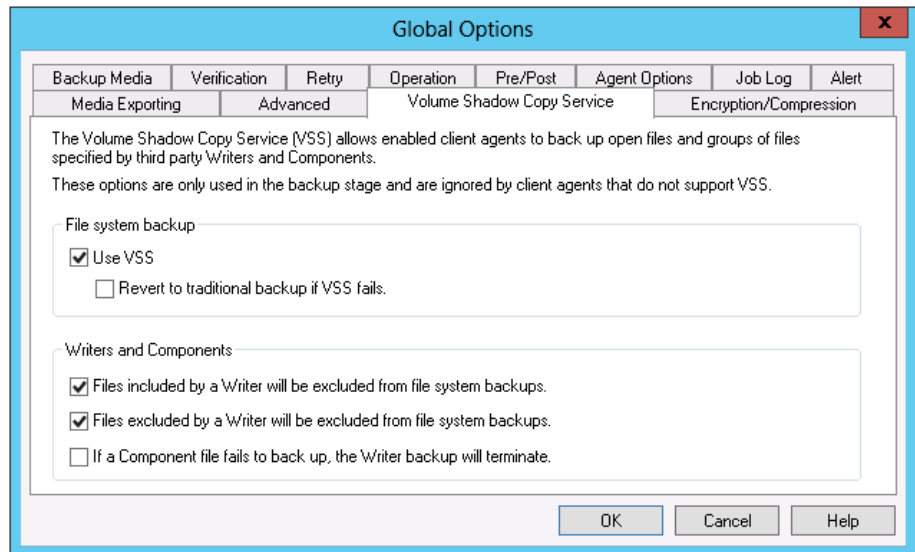 Global Options
x
Backup Media Verification Retry Operation Pre/Post Agent Options Job Log Alert
Media Exporting Advanced Volume Shadow Copy Service Encryption/Compression
The Volume Shadow Copy Service (VSS) allows enabled client agents to back up open files and groups of files
specified by third party Writers and Components.
These options are only used in the backup stage and are ignored by client agents that do not support VSS.
File system backup
Use VSS
Revert to traditional backup if VSS fails.
Writers and Components
Files included by a Writer will be excluded from file system backups.
Files excluded by a Writer will be excluded from file system backups.
If a Component file fails to back up, the Writer backup will terminate.
OK Cancel Help